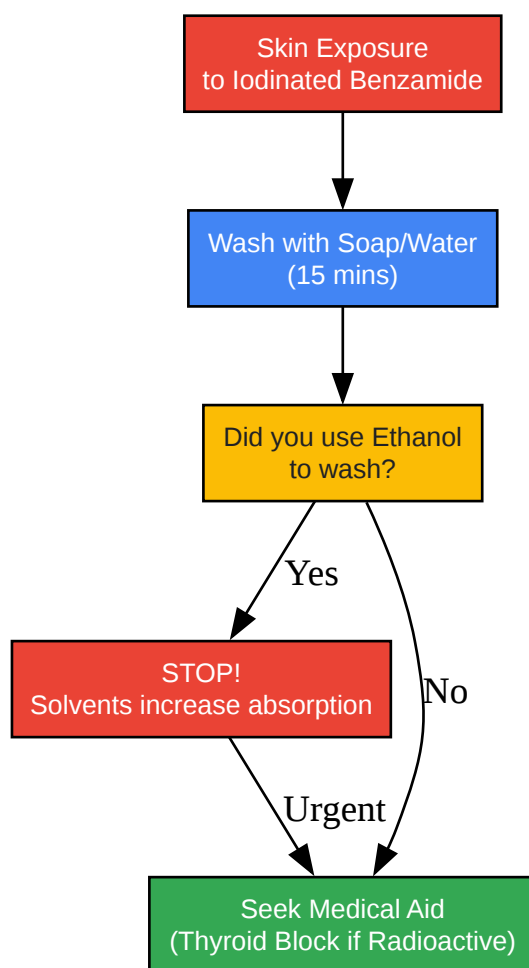 Skin Exposure
to Iodinated Benzamide
Wash with Soap/Water
(15 mins)
Did you use Ethanol
to wash?
Yes
STOP!
Solvents increase absorption
No
Urgent
Seek Medical Aid
(Thyroid Block if Radioactive)